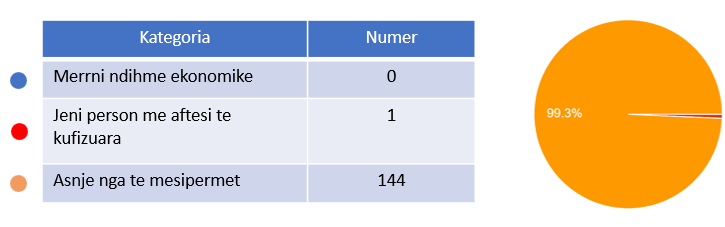 Kategoria Numer
Merrni ndihme ekonomike 0
Jeni person me aftesi te kufizuara 1
Asnje nga te mesipermet 144
99.3%